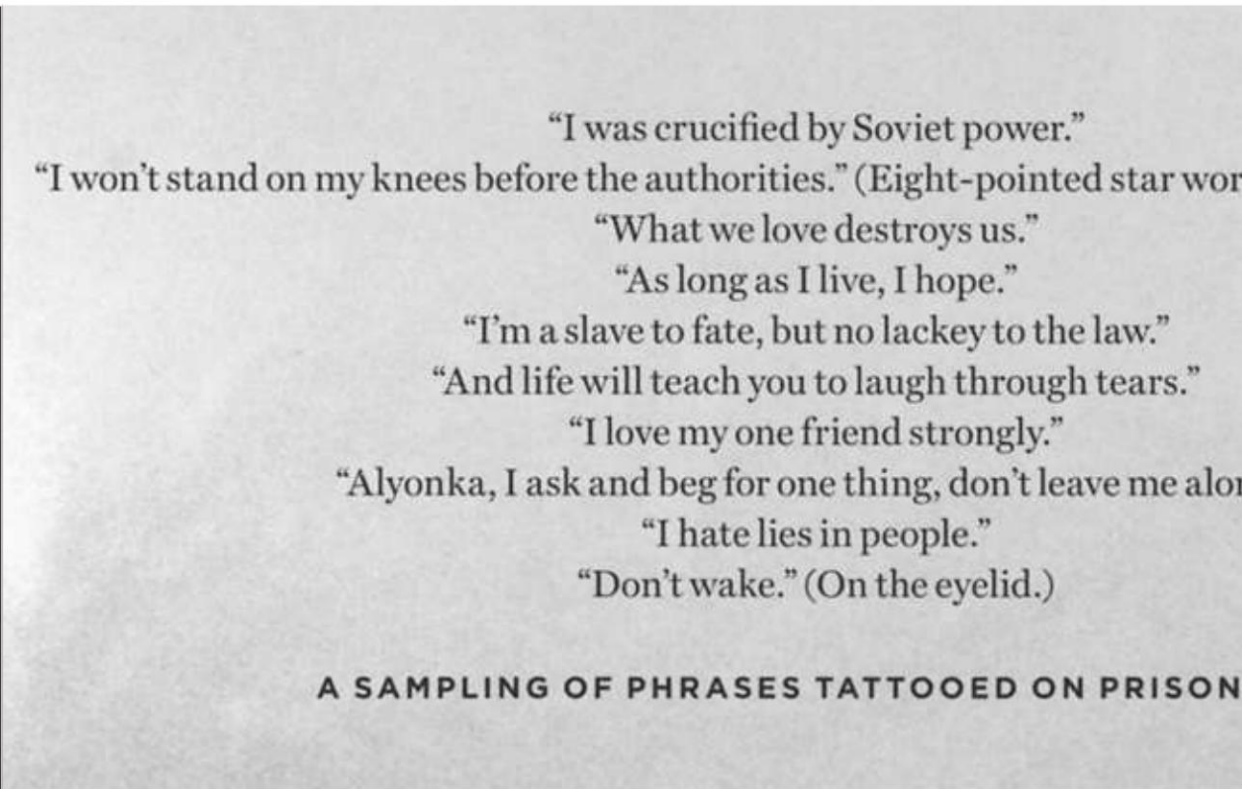 “I was crucified by Soviet power.”
“I won’t stand on my knees before the authorities.” (Eight-pointed star
“What we love destroys us.”
“As long as I live, I hope.”
“I’m a slave to fate, but no lackey to the law.”
“And life will teach you to laugh through tears.”
“I love my one friend strongly.”
“Alyonka, I ask and beg for one thing, don’t leave me
“I hate lies in people.”
“Don’t wake.” (On the eyelid.)
A SAMPLING OF PHRASES TATTOOED ON